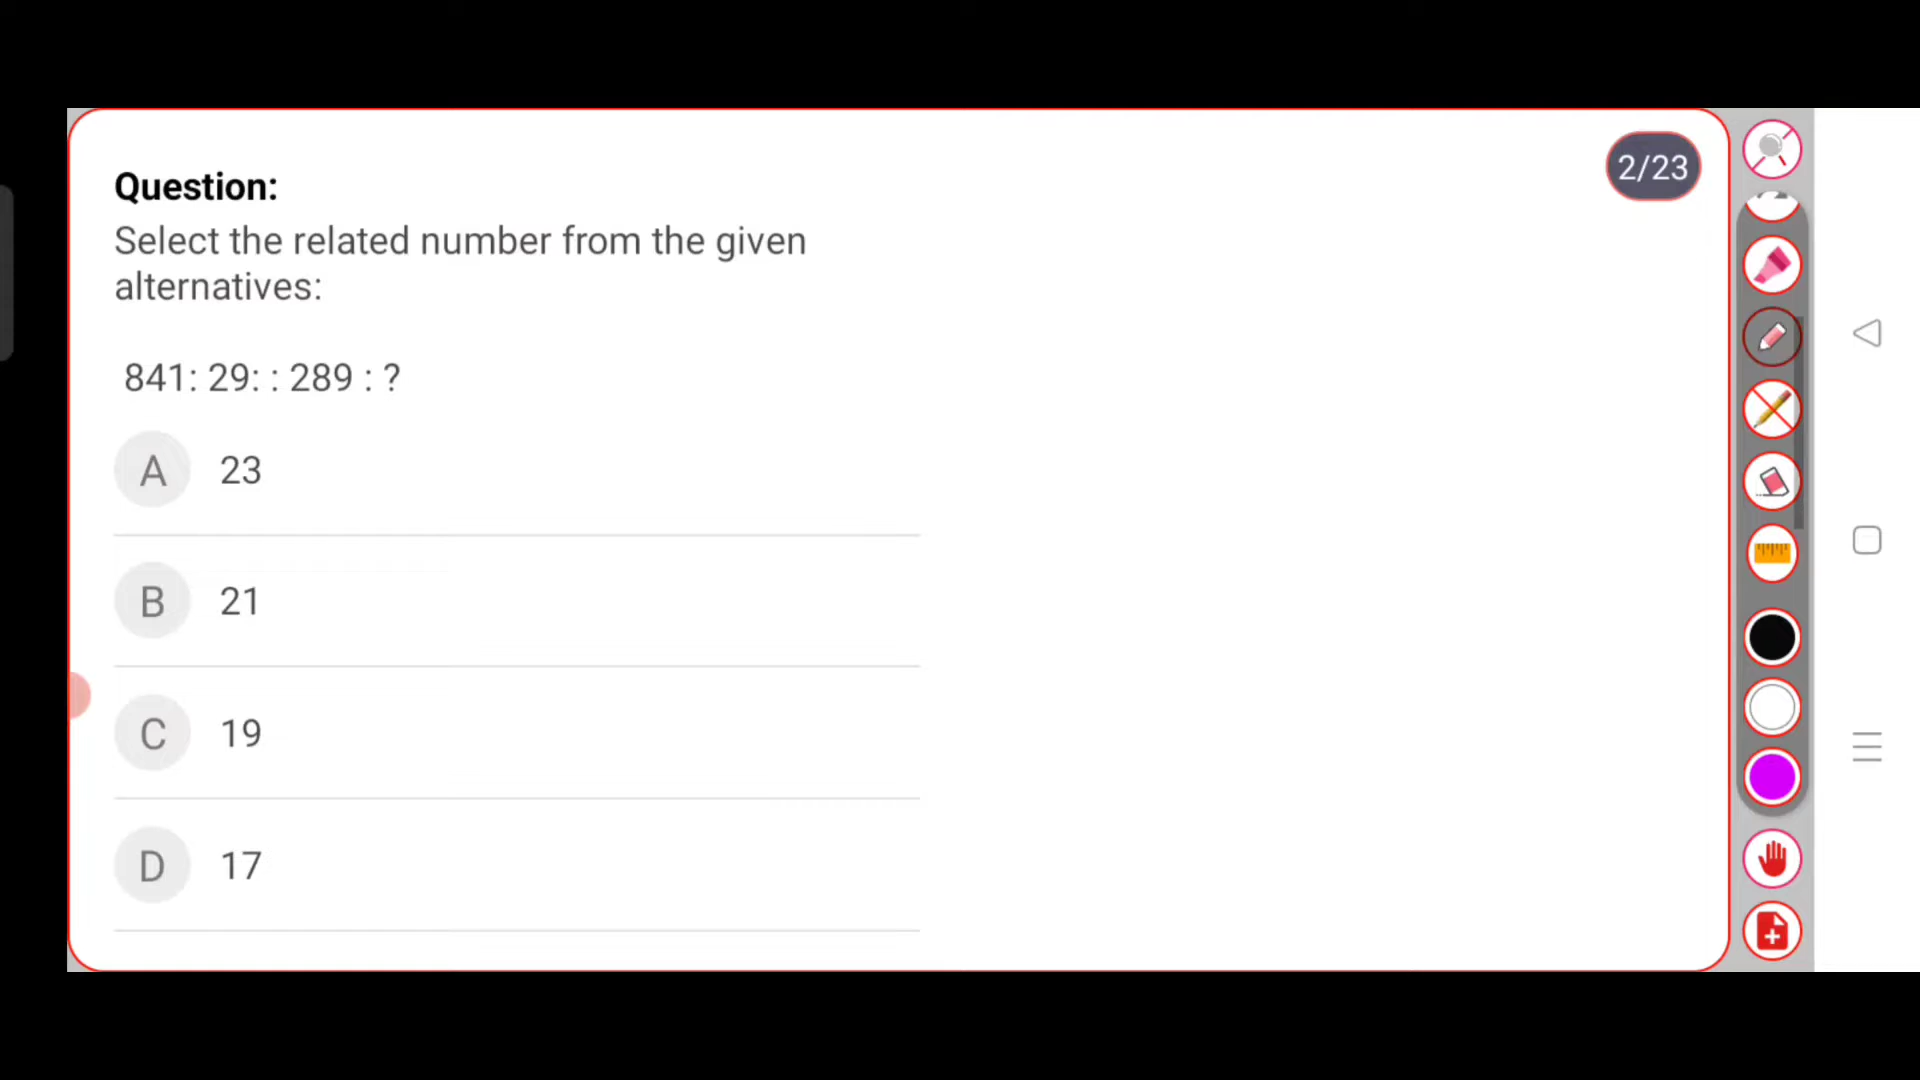 2/23
Question:
Select the related number from the given
alternatives:
841: 29: : 289 : ?
A 23
B 21
C 19
D 17